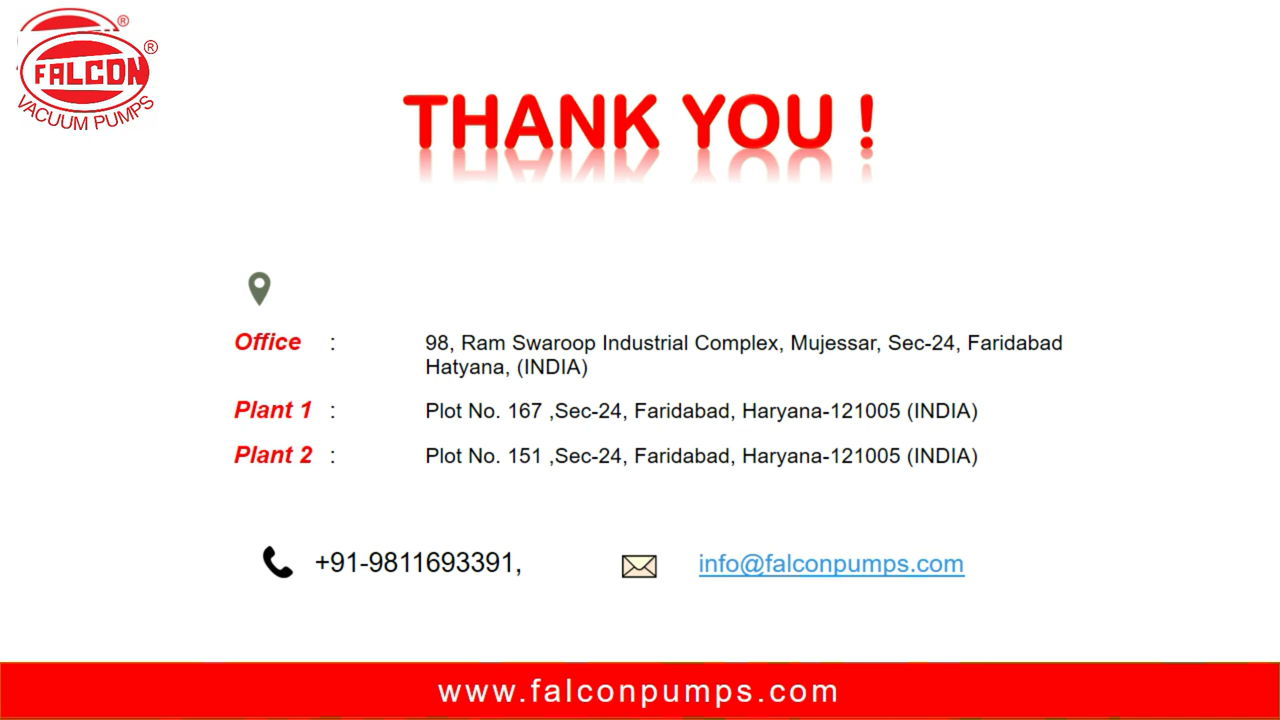 ®
FALCON ®
VACUUM PUMPS
THANK YOU !
Office : 98, Ram Swaroop Industrial Complex, Mujessar, Sec-24, Faridabad
Hatyana, (INDIA)
Plant 1 : Plot No. 167 ,Sec-24, Faridabad, Haryana-121005 (INDIA)
Plant 2 : Plot No. 151 ,Sec-24, Faridabad, Haryana-121005 (INDIA)
+91-9811693391, info@falconpumps.com
www.falconpumps.com